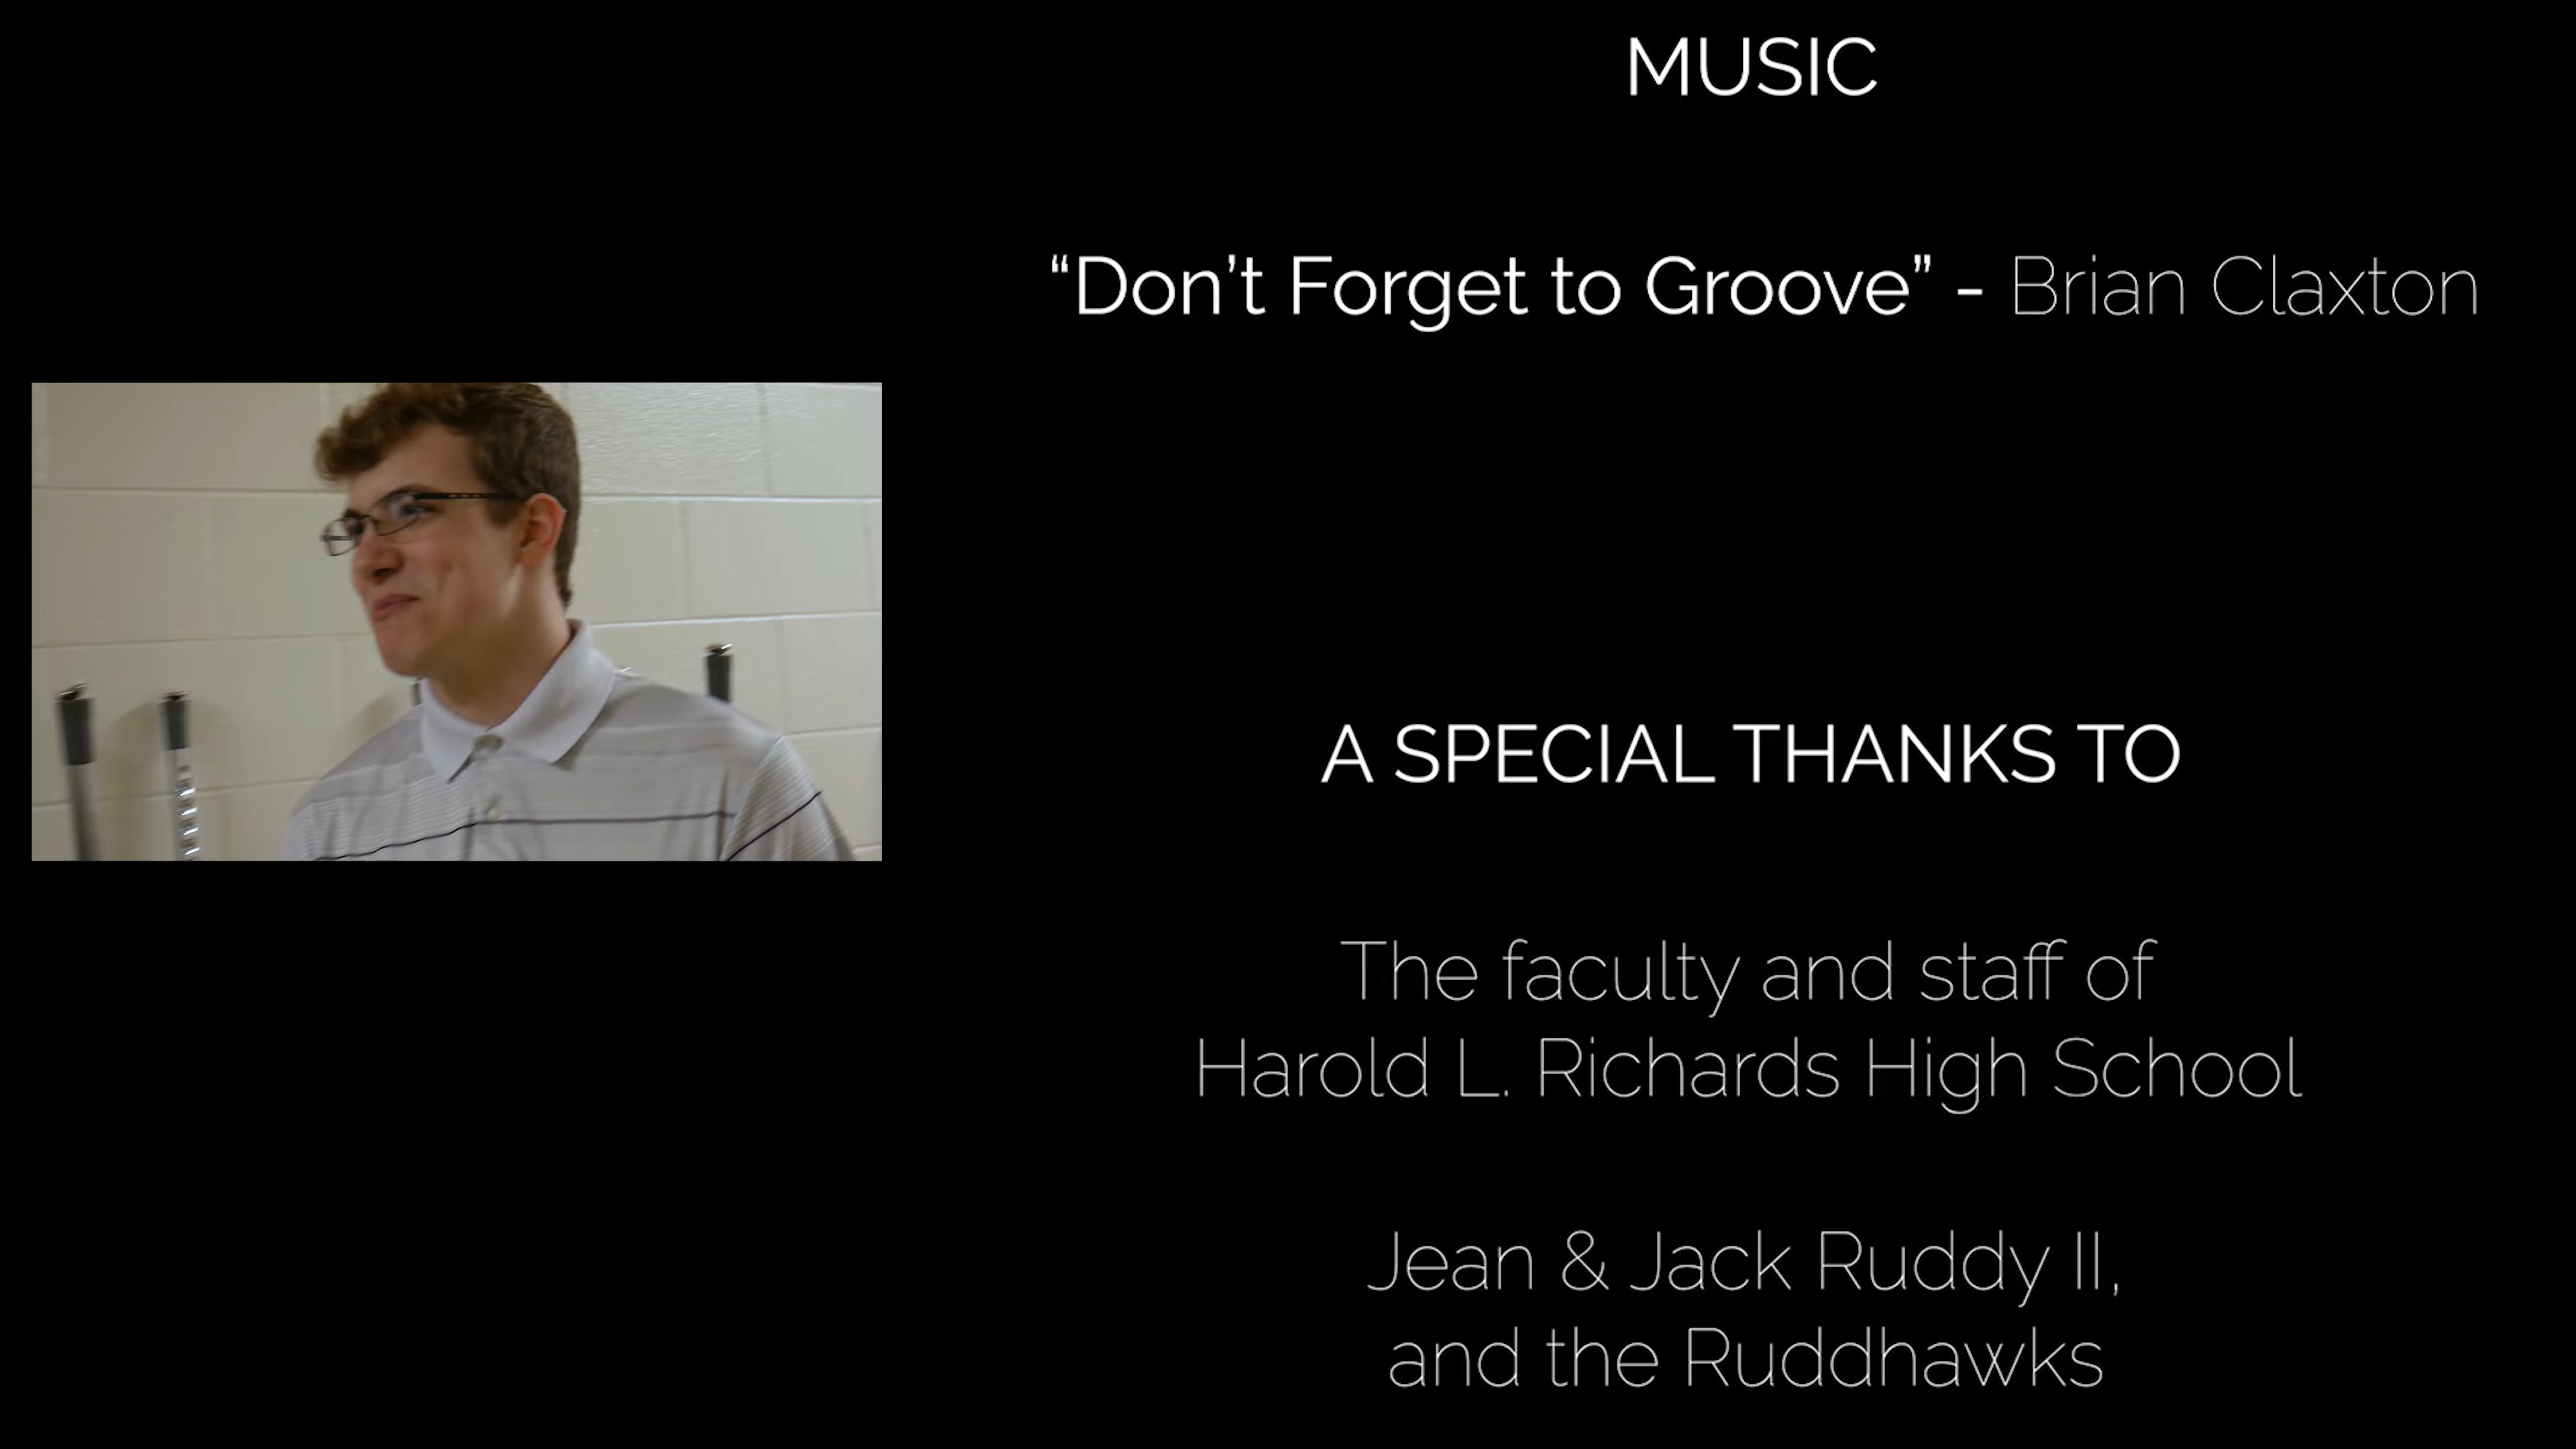 MUSIC
“Don’t Forget to Groove” - Brian Claxton
A SPECIAL THANKS TO
The faculty and staff of
Harold L. Richards High School
Jean & Jack Ruddy II,
and the Ruddhawks